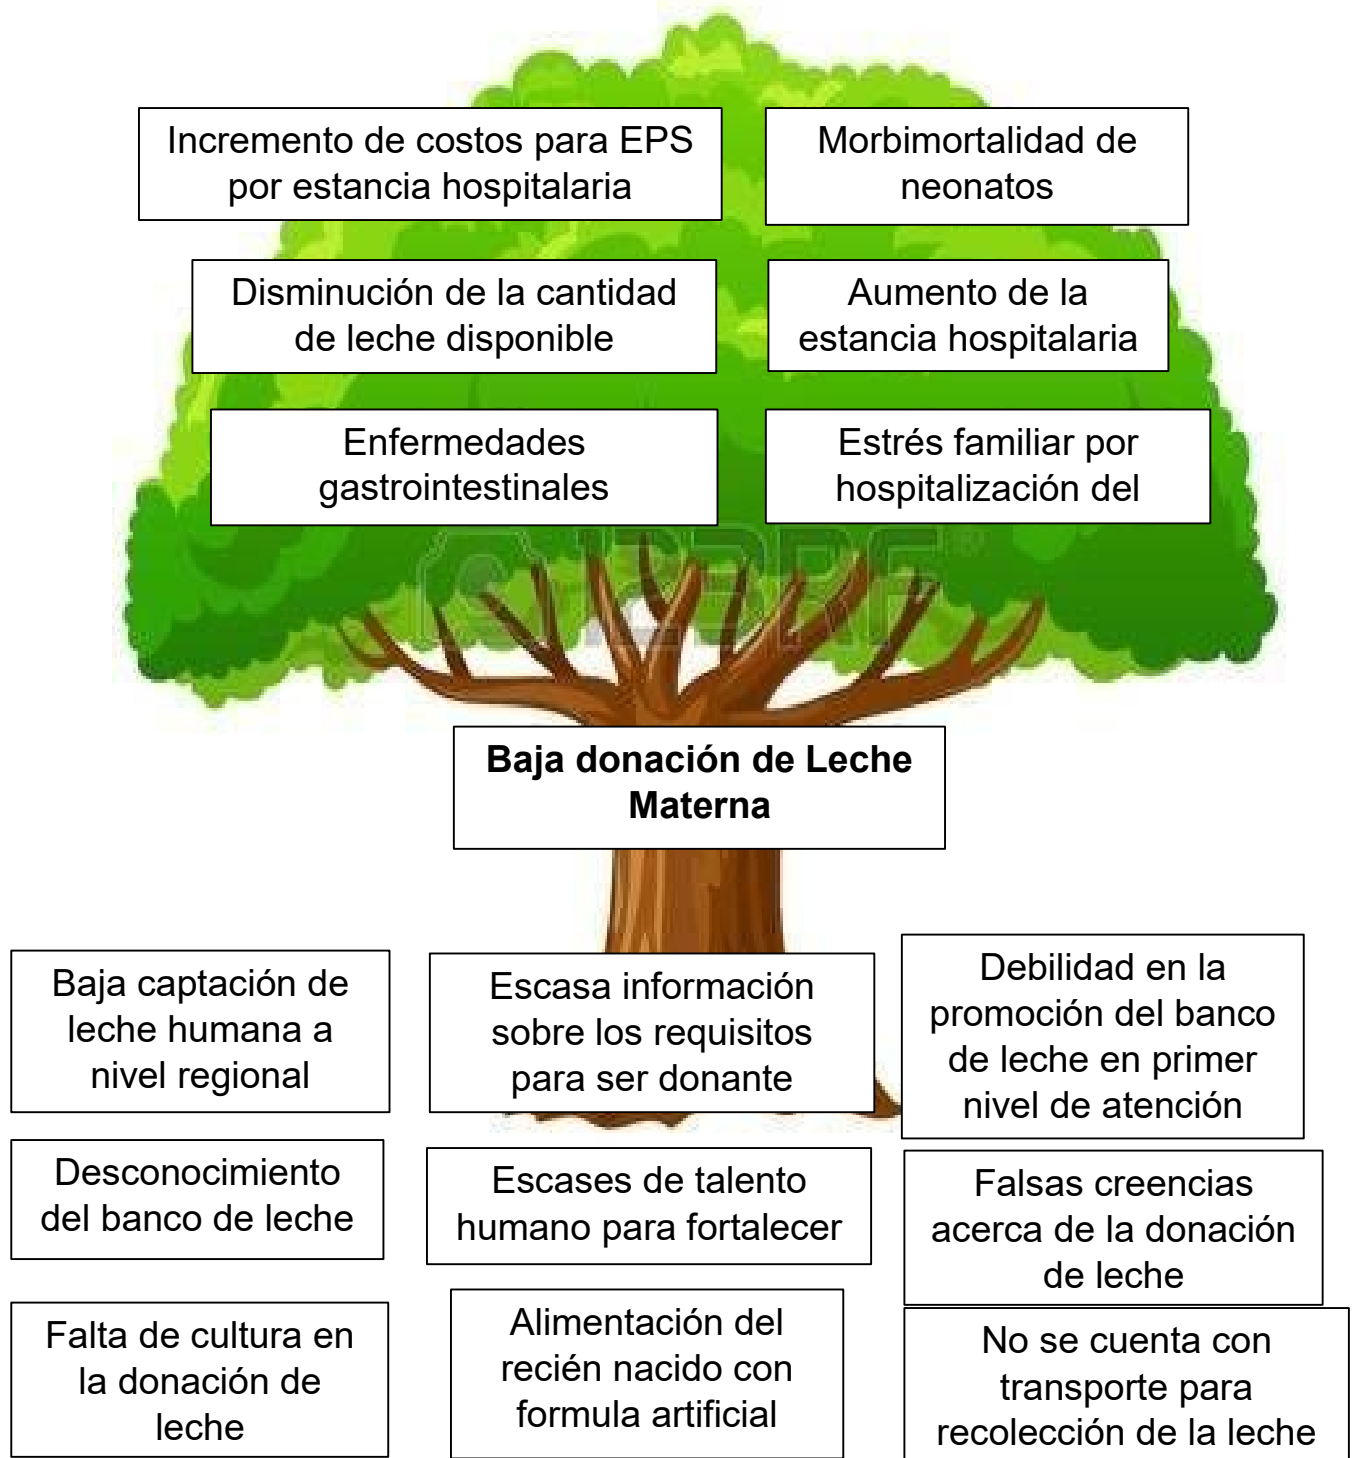 Incremento de costos para EPS
por estancia hospitalaria
Morbimortalidad de
neonatos
Disminución de la cantidad
de leche disponible
Aumento de la
estancia hospitalaria
Enfermedades
gastrointestinales
Estrés familiar por
hospitalización del
123RF®
Baja donación de Leche
Materna
Baja captación de
leche humana a
nivel regional
Escasa información
sobre los requisitos
para ser donante
Debilidad en la
promoción del banco
de leche en primer
nivel de atención
Desconocimiento
del banco de leche
Escases de talento
humano para fortalecer
Falsas creencias
acerca de la donación
de leche
Falta de cultura en
la donación de
leche
Alimentación del
recién nacido con
formula artificial
No se cuenta con
transporte para
recolección de la leche